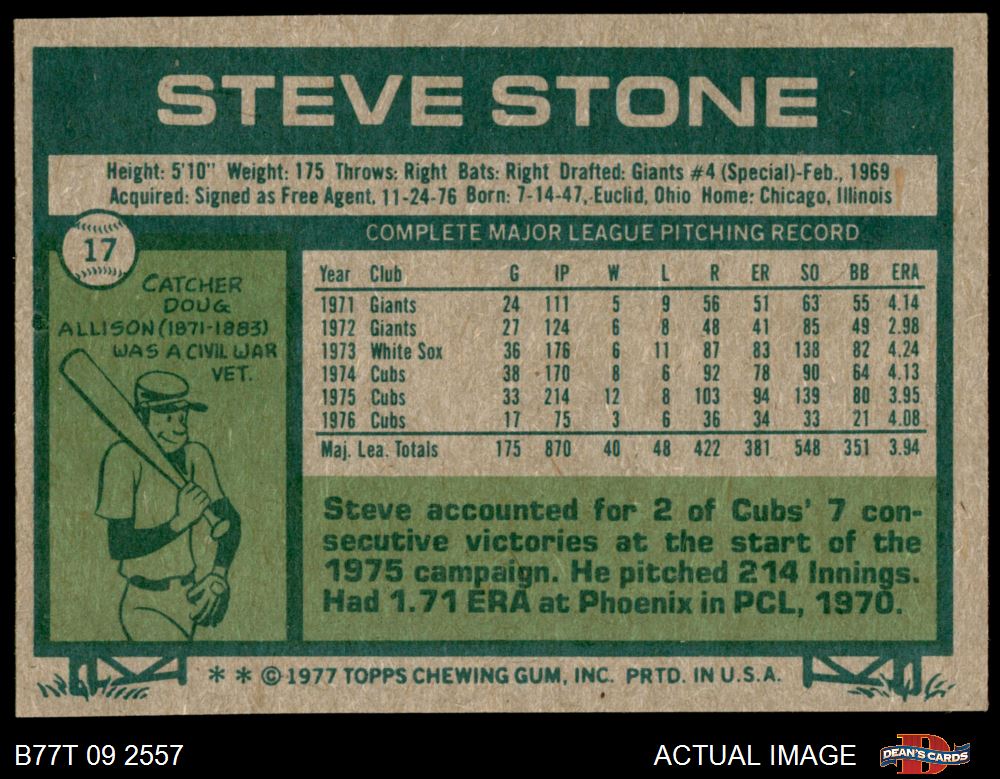 STEVE STONE
Height: 5'10" Weight: 175 Throws: Right Bats: Right Drafted: Giants #4 (Special)-Feb., 1969
Acquired: Signed as Free Agent, 11-24-76 Born: 7-14-47, Euclid, Ohio Home: Chicago, Illinois
17
CATCHER
DOUG
ALLISON (1871-1883)
WAS A CIVIL WAR
VET.
COMPLETE MAJOR LEAGUE PITCHING RECORD
Year Club G IP W L R ER SO BB ERA
1971 Giants 24 111 5 9 56 51 63 55 4.14
1972 Giants 27 124 6 8 48 41 85 49 2.98
1973 White Sox 36 176 6 11 87 83 138 82 4.24
1974 Cubs 38 170 8 6 92 78 90 64 4.13
1975 Cubs 33 214 12 8 103 94 139 80 3.95
1976 Cubs 17 75 3 6 36 34 33 21 4.08
Maj. Lea. Totals 175 870 40 48 422 381 548 351 3.94
Steve accounted for 2 of Cubs' 7 con-
secutive victories at the start of the
1975 campaign. He pitched 214 Innings.
Had 1.71 ERA at Phoenix in PCL, 1970.
* * © 1977 TOPPS CHEWING GUM, INC. PRTD. IN U.S.A.
B77T 09 2557
ACTUAL IMAGE
D
DEAN'S CARDS